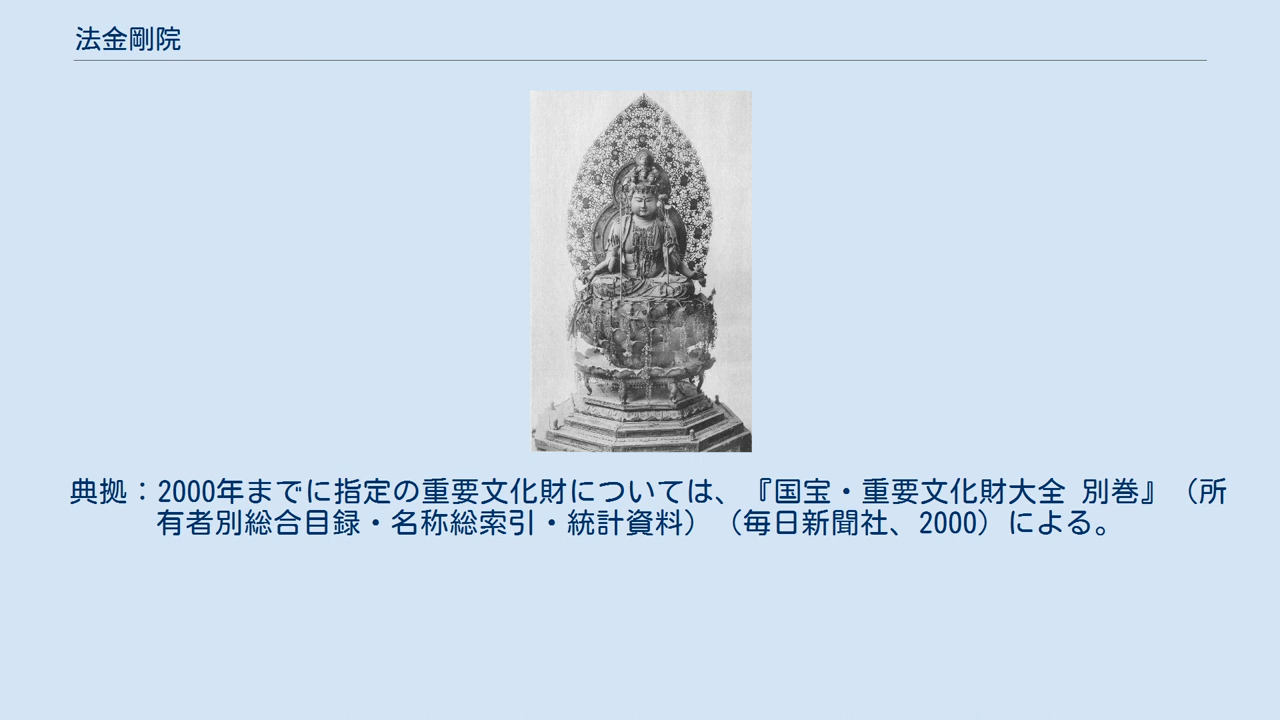 法金剛院
典拠：2000年までに指定の重要文化財については、『国宝・重要文化財大全 別巻』（所
有者別総合目録・名称総索引・統計資料）（毎日新聞社、2000）による。